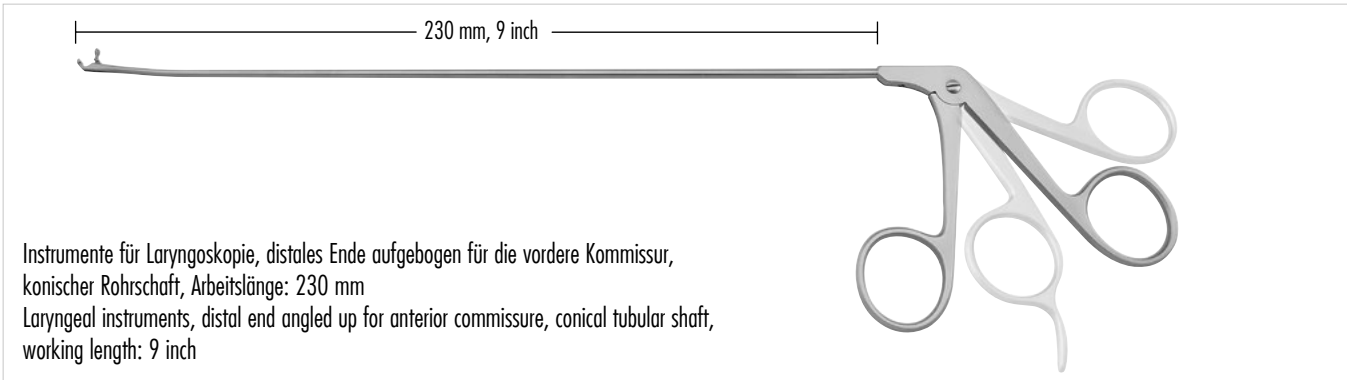 230 mm, 9 inch
Instrumente für Laryngoskopie, distales Ende aufgebogen für die vordere Kommissur,
konischer Rohrschaft, Arbeitslänge: 230 mm
Laryngeal instruments, distal end angled up for anterior commissure, conical tubular shaft,
working length: 9 inch